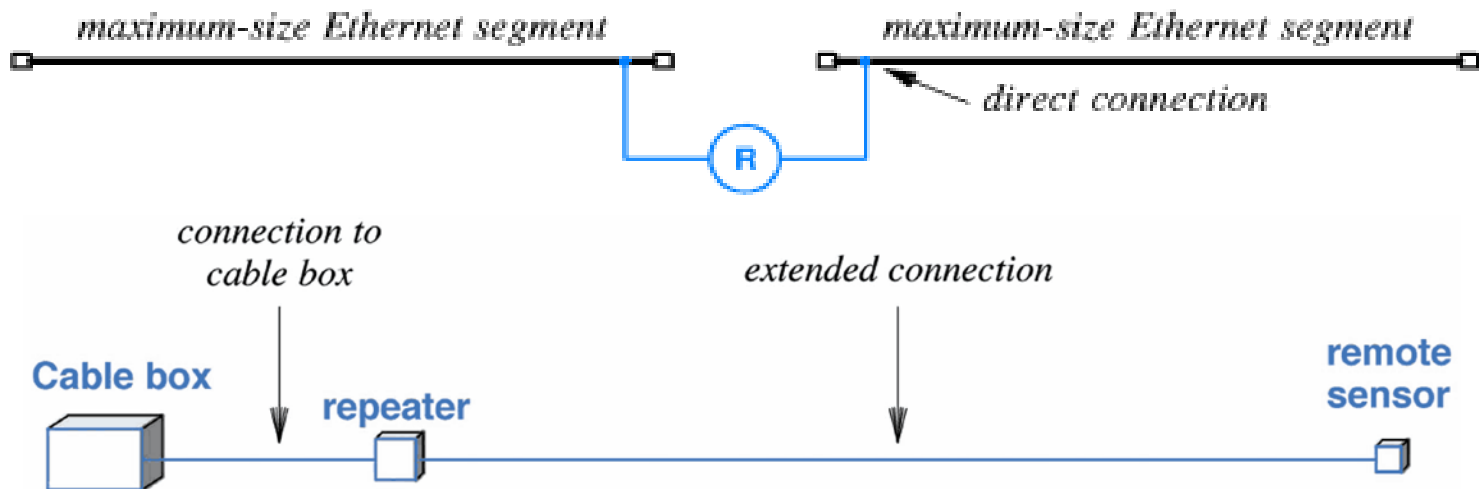 maximum-size Ethernet segment
maximum-size Ethernet segment
direct connection
R
connection to
cable box
extended connection
Cable box
repeater
remote
sensor